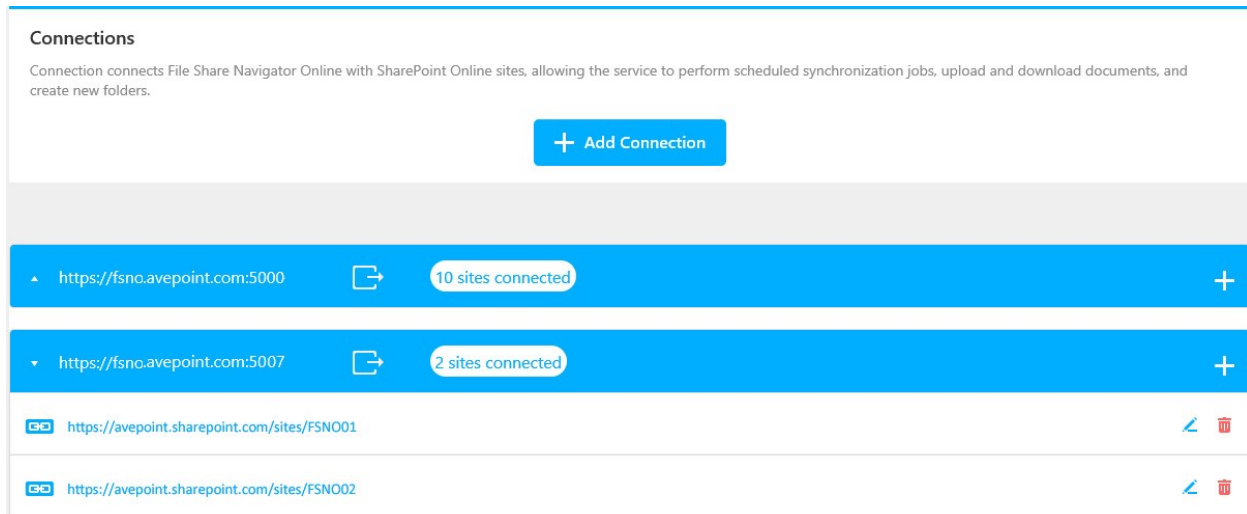 Connections
Connection connects File Share Navigator Online with SharePoint Online sites, allowing the service to perform scheduled synchronization jobs, upload and download documents, and
create new folders.
Add Connection
https://fsno.avepoint.com:5000 10 sites connected
https://fsno.avepoint.com:5007 2 sites connected
https://avepoint.sharepoint.com/sites/FSNO01
https://avepoint.sharepoint.com/sites/FSNO02